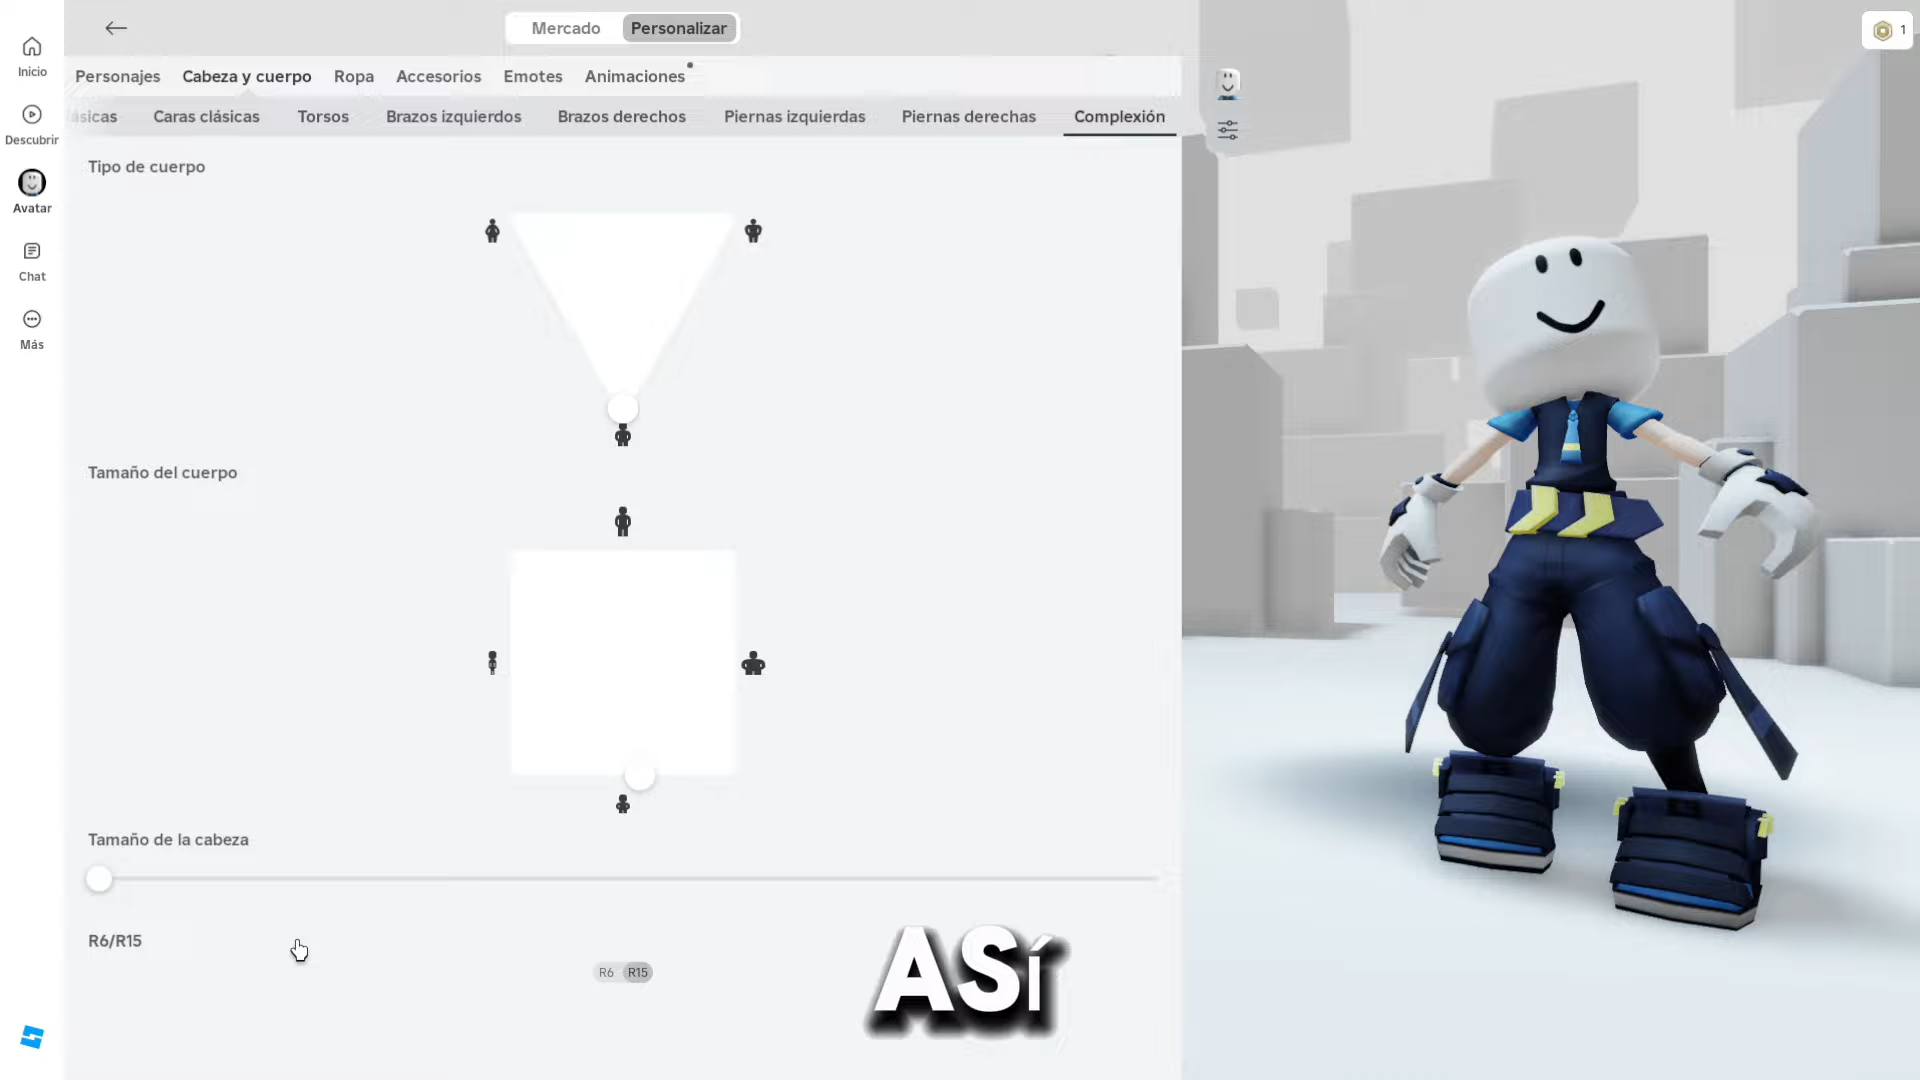 Mercado Personalizar
1
Inicio
Descubrir
Avatar
Chat
Más
Personajes Cabeza y cuerpo Ropa Accesorios Emotes Animaciones
ásicas Caras clásicas Torsos Brazos izquierdos Brazos derechos Piernas izquierdas Piernas derechas Complexión
Tipo de cuerpo
Tamaño del cuerpo
Tamaño de la cabeza
R6/R15
R6 R15
ASí